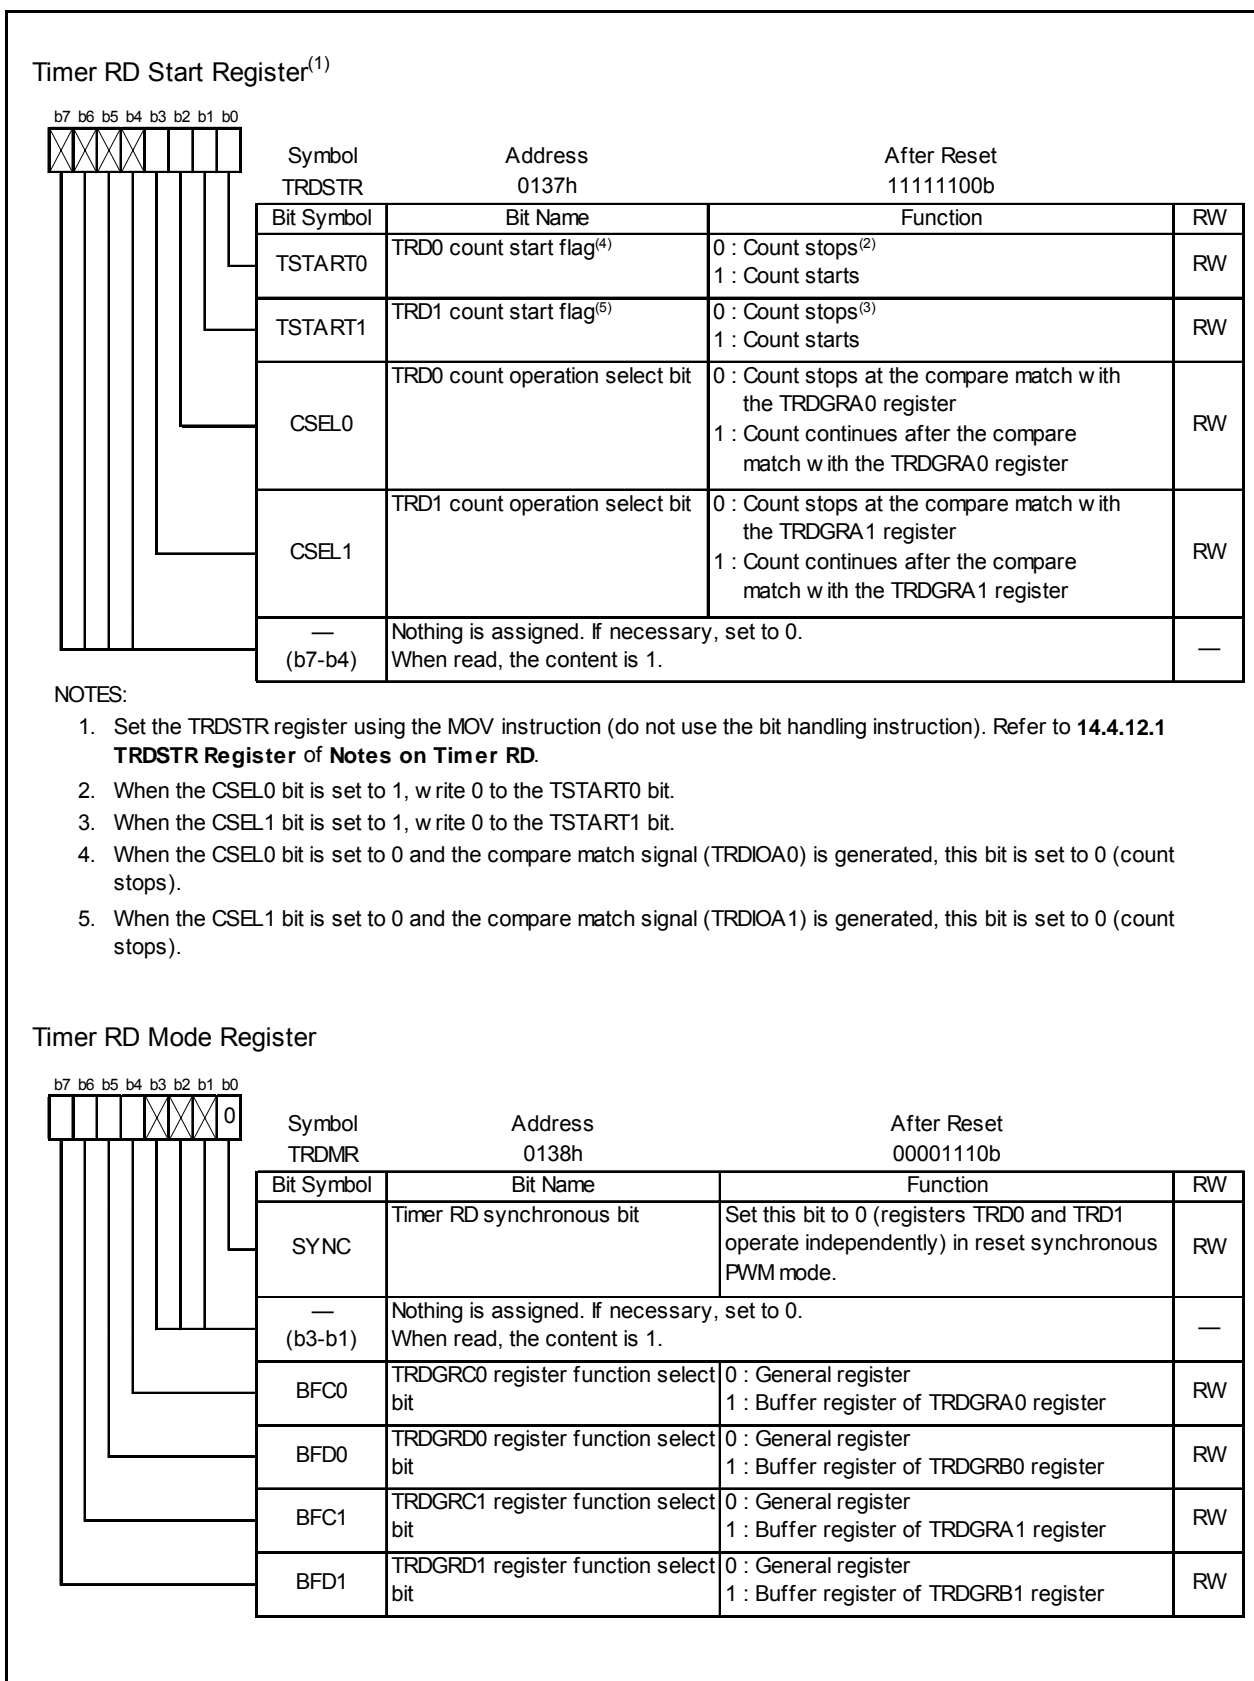 Timer RD Start Register(1)
b7 b6 b5 b4 b3 b2 b1 b0
Symbol Address After Reset
TRDSTR 0137h 11111100b
Bit Symbol Bit Name Function RW
TSTART0 TRD0 count start flag(4) 0 : Count stops(2) RW
1 : Count starts
TSTART1 TRD1 count start flag(5) 0 : Count stops(3) RW
1 : Count starts
CSEL0 TRD0 count operation select bit 0 : Count stops at the compare match with RW
the TRDGRA0 register
1 : Count continues after the compare
match with the TRDGRA0 register
CSEL1 TRD1 count operation select bit 0 : Count stops at the compare match with RW
the TRDGRA1 register
1 : Count continues after the compare
match with the TRDGRA1 register
— Nothing is assigned. If necessary, set to 0. —
(b7-b4) When read, the content is 1.
NOTES:
1. Set the TRDSTR register using the MOV instruction (do not use the bit handling instruction). Refer to 14.4.12.1
TRDSTR Register of Notes on Timer RD.
2. When the CSEL0 bit is set to 1, write 0 to the TSTART0 bit.
3. When the CSEL1 bit is set to 1, write 0 to the TSTART1 bit.
4. When the CSEL0 bit is set to 0 and the compare match signal (TRDIOA0) is generated, this bit is set to 0 (count
stops).
5. When the CSEL1 bit is set to 0 and the compare match signal (TRDIOA1) is generated, this bit is set to 0 (count
stops).
Timer RD Mode Register
b7 b6 b5 b4 b3 b2 b1 b0
0
Symbol Address After Reset
TRDMR 0138h 00001110b
Bit Symbol Bit Name Function RW
SYNC Timer RD synchronous bit Set this bit to 0 (registers TRD0 and TRD1 RW
operate independently) in reset synchronous
PWM mode.
— Nothing is assigned. If necessary, set to 0. —
(b3-b1) When read, the content is 1.
BFC0 TRDGRC0 register function select 0 : General register RW
bit 1 : Buffer register of TRDGRA0 register
BFD0 TRDGRD0 register function select 0 : General register RW
bit 1 : Buffer register of TRDGRB0 register
BFC1 TRDGRC1 register function select 0 : General register RW
bit 1 : Buffer register of TRDGRA1 register
BFD1 TRDGRD1 register function select 0 : General register RW
bit 1 : Buffer register of TRDGRB1 register